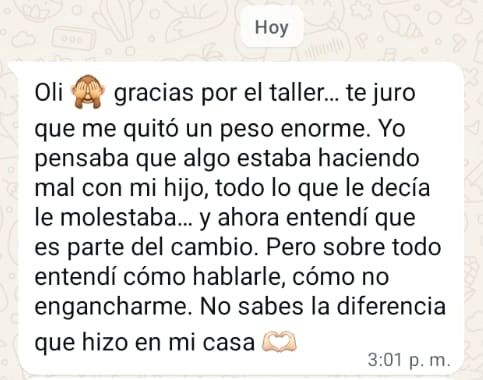 Hoy
Oli 🙈 gracias por el taller... te juro
que me quitó un peso enorme. Yo
pensaba que algo estaba haciendo
mal con mi hijo, todo lo que le decía
le molestaba... y ahora entendí que
es parte del cambio. Pero sobre todo
entendí cómo hablarle, cómo no
engancharme. No sabes la diferencia
que hizo en mi casa 🫶🏻
3:01 p. m.